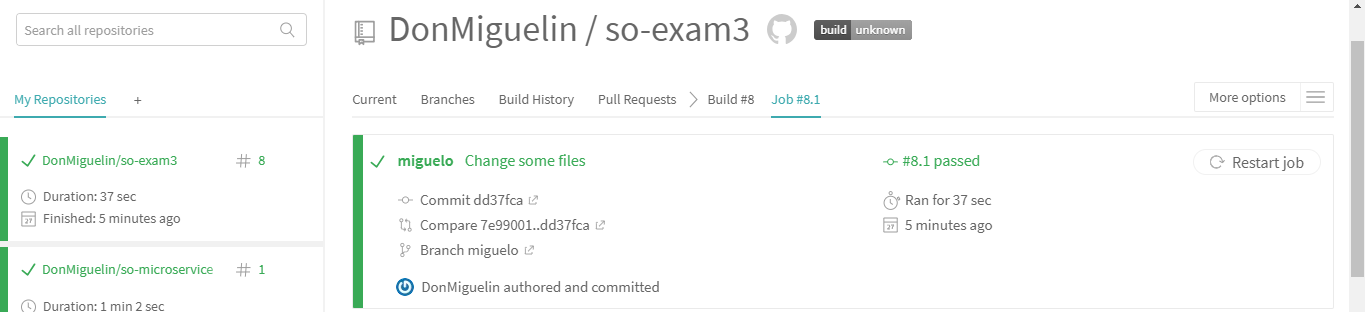 Search all repositories
My Repositories +
DonMiguelin/so-exam3 # 8
Duration: 37 sec
Finished: 5 minutes ago
DonMiguelin/so-microservice # 1
Duration: 1 min 2 sec
DonMiguelin / so-exam3 build unknown
Current Branches Build History Pull Requests Build #8 Job #8.1 More options
miguelo Change some files #8.1 passed Restart job
Commit dd37fca Ran for 37 sec
Compare 7e99001..dd37fca 5 minutes ago
Branch miguelo
DonMiguelin authored and committed